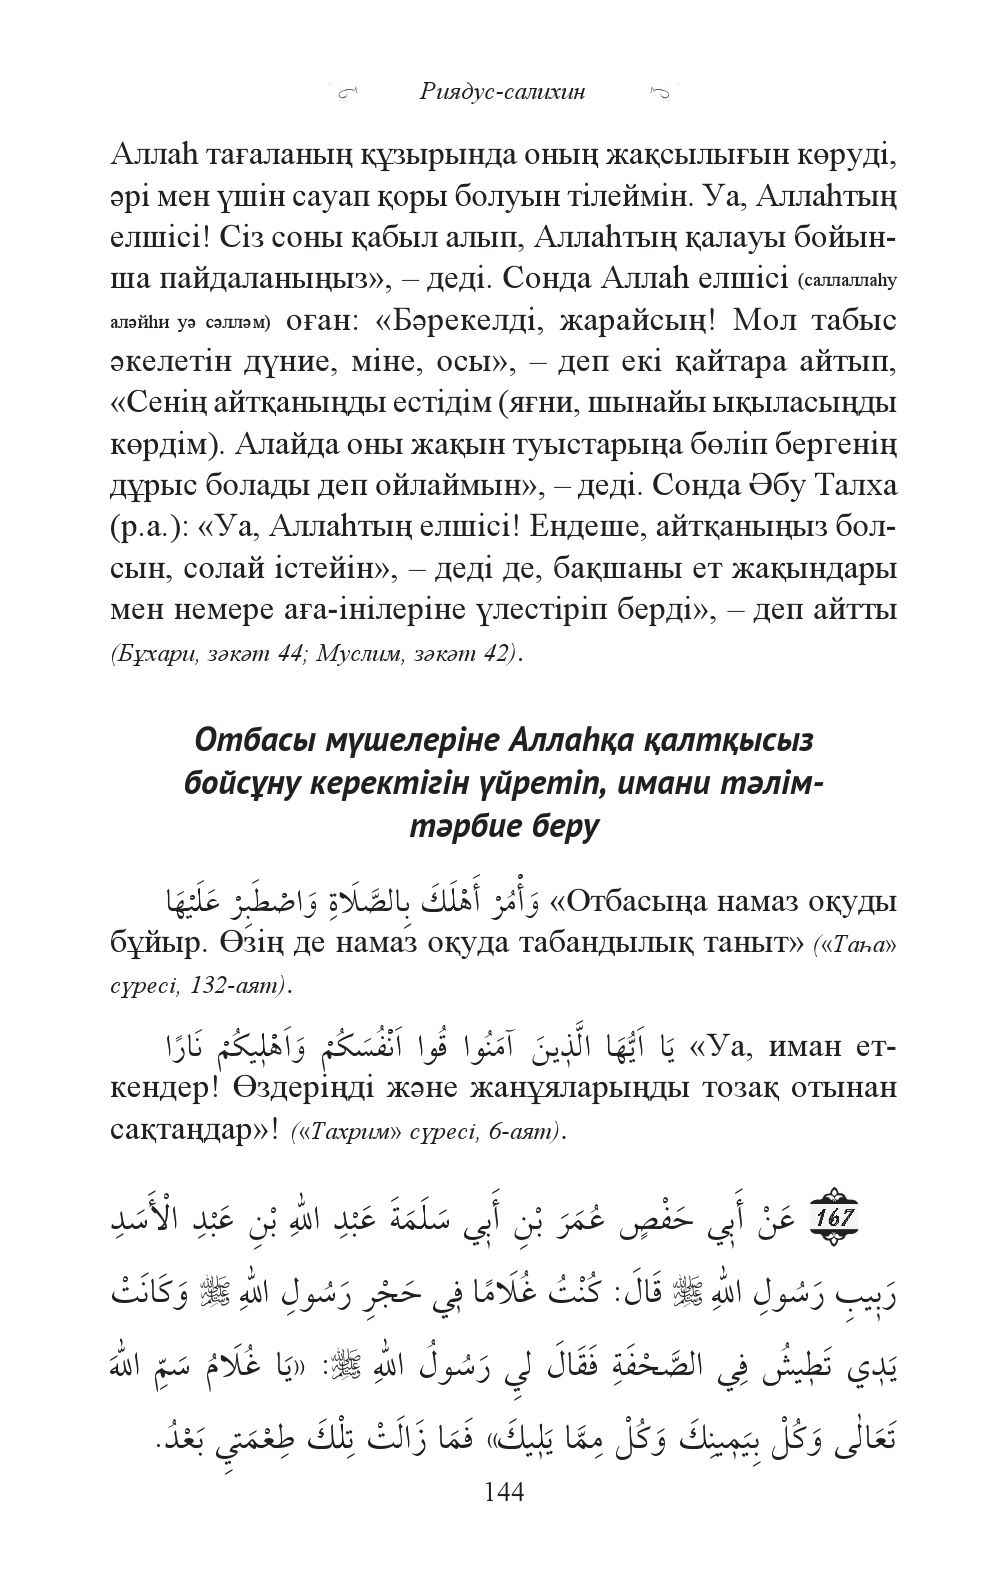 Риядус-салихин
Аллаһ тағаланың құзырында оның жақсылығын көруді,
әрі мен үшін сауап қоры болуын тілеймін. Уа, Аллаһтың
елшісі! Сіз соны қабыл алып, Аллаһтың қалауы бойын-
ша пайдаланыңыз», – деді. Сонда Аллаһ елшісі (саллаллаһу
аләйһи уә сәлләм) оған: «Бәрекелді, жарайсың! Мол табыс
әкелетін дүние, міне, осы», – деп екі қайтара айтып,
«Сенің айтқаныңды естідім (яғни, шынайы ықыласыңды
көрдім). Алайда оны жақын туыстарыңа бөліп бергенің
дұрыс болады деп ойлаймын», – деді. Сонда Әбу Талха
(р.а.): «Уа, Аллаһтың елшісі! Ендеше, айтқаныңыз бол-
сын, солай істейін», – деді де, бақшаны ет жақындары
мен немере аға-інілеріне үлестіріп берді», – деп айтты
(Бұхари, зәкәт 44; Муслим, зәкәт 42).
Отбасы мүшелеріне Аллаһқа қалтқысыз
бойсұну керектігін үйретіп, имани тәлім-
тәрбие беру
وَأْمُرْ أَهْلَكَ بِالصَّلَاةِ وَاصْطَبِرْ عَلَيْهَا «Отбасыңа намаз оқуды
бұйыр. Өзің де намаз оқуда табандылық таныт» («Таһа»
сүресі, 132-аят).
يَا اَيُّهَا الَّذِينَ آمَنُوا قُوا اَنْفُسَكُمْ وَاَهْلِيكُمْ نَارًا «Уа, иман ет-
кендер! Өздеріңді және жанұяларыңды тозақ отынан
сақтаңдар»! («Тахрим» сүресі, 6-аят).
167 عَنْ أَبِي حَفْصٍ عُمَرَ بْنِ أَبِي سَلَمَةَ عَبْدِ اللهِ بْنِ عَبْدِ الْأَسَدِ
رَبِيبِ رَسُولِ اللهِ ﷺ قَالَ: كُنْتُ غُلَامًا فِي حَجْرِ رَسُولِ اللهِ ﷺ وَكَانَتْ
يَدِي تَطِيشُ فِي الصَّحْفَةِ فَقَالَ لِي رَسُولُ اللهِ ﷺ: «يَا غُلَامُ سَمِّ اللهَ
تَعَالٰى وَكُلْ بِيَمِينِكَ وَكُلْ مِمَّا يَلِيكَ» فَمَا زَالَتْ تِلْكَ طِعْمَتِي بَعْدُ.
144